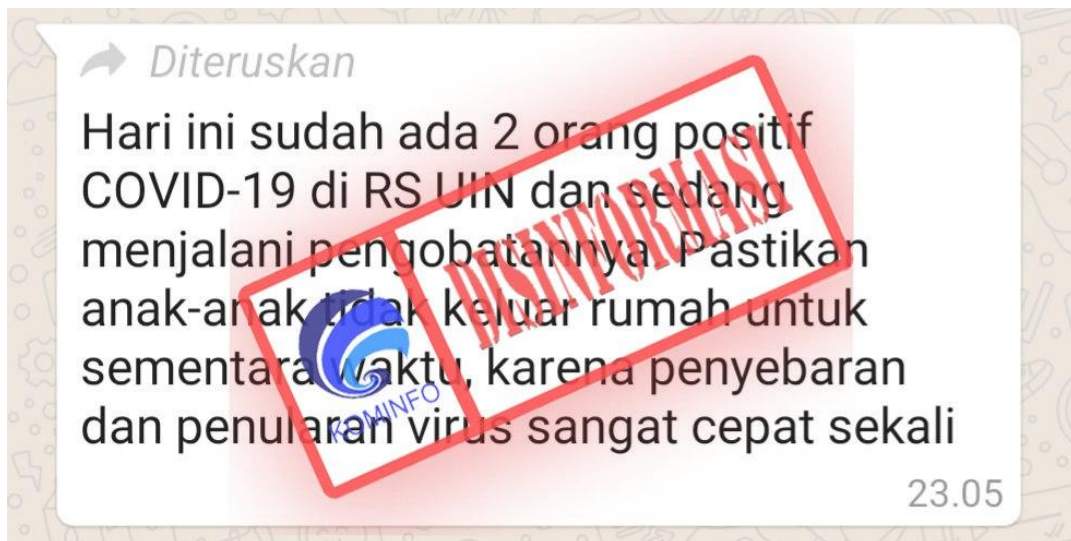 Diteruskan
Hari ini sudah ada 2 orang positif
COVID-19 di RS UIN dan sedang
menjalani pengobatannya. Pastikan
anak-anak tidak keluar rumah untuk
sementara waktu, karena penyebaran
dan penularan virus sangat cepat sekali
23.05
DISINFORMASI
KOMINFO